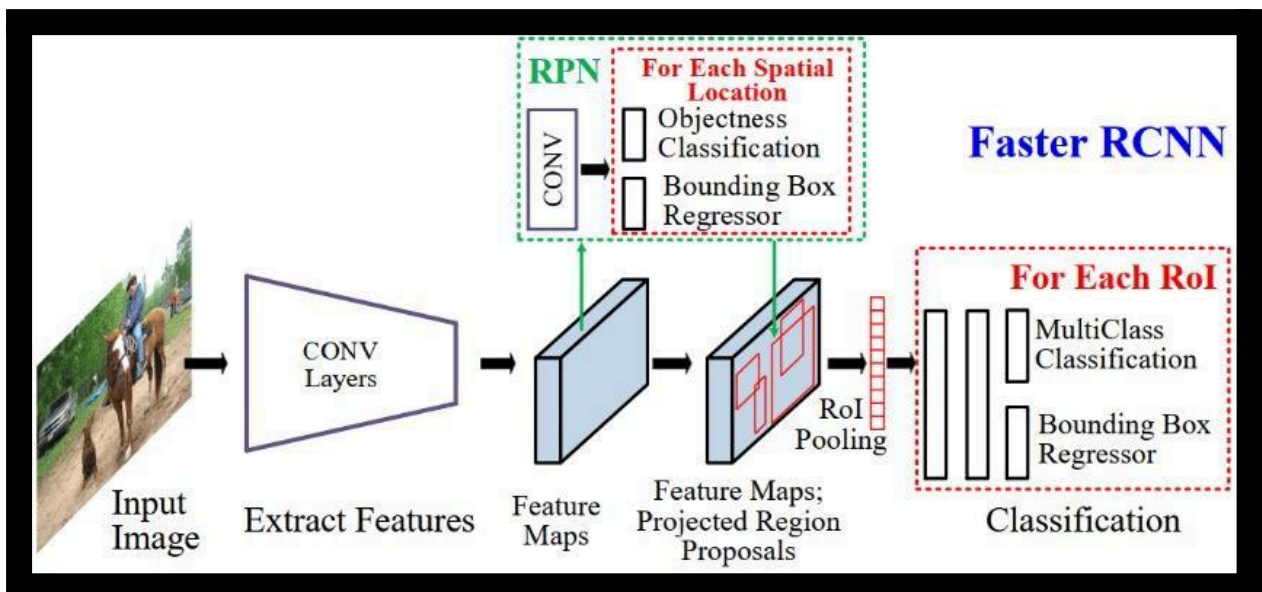 RPN
For Each Spatial
Location
CONV
Objectness
Classification
Bounding Box
Regressor
Faster RCNN
CONV
Layers
For Each RoI
MultiClass
Classification
Bounding Box
Regressor
RoI
Pooling
Input
Image
Extract Features
Feature
Maps
Feature Maps;
Projected Region
Proposals
Classification